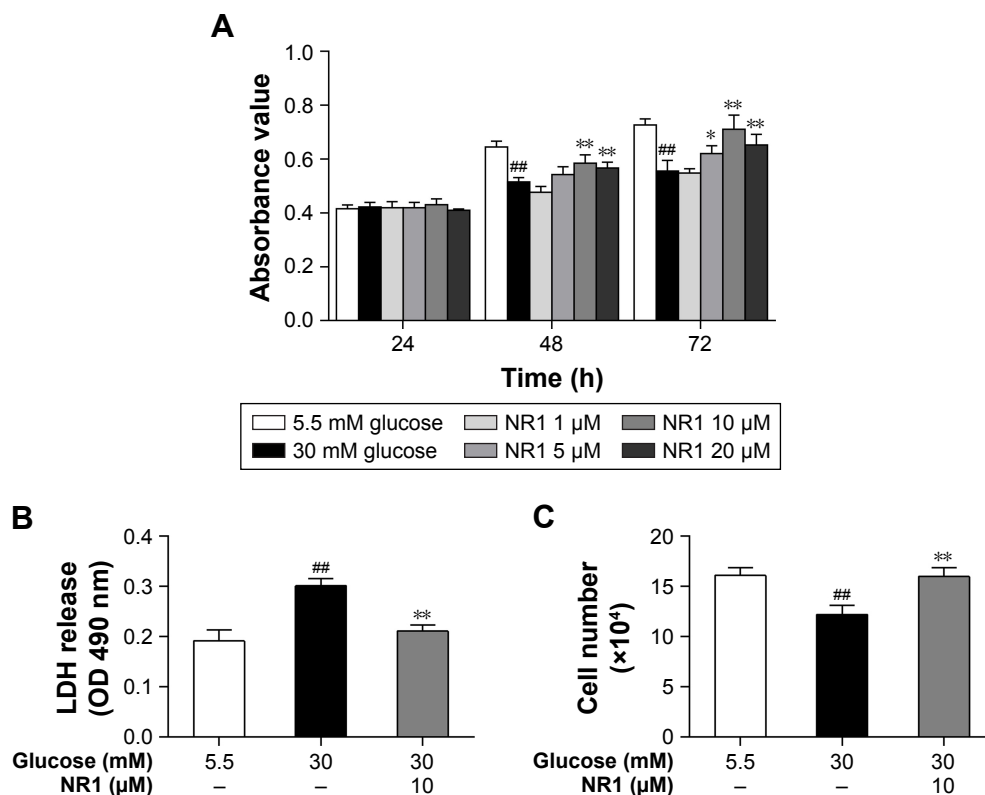 A
Absorbance value
1.0
0.8
0.6
0.4
0.2
0.0
##
**
**
##
*
**
**
24
48
72
Time (h)
5.5 mM glucose
NR1 1 µM
NR1 10 µM
30 mM glucose
NR1 5 µM
NR1 20 µM
B
LDH release
(OD 490 nm)
0.4
0.3
0.2
0.1
0.0
##
**
Glucose (mM) 5.5 30 30
NR1 (µM) – – 10
C
Cell number
(×10⁴)
20
15
10
5
0
##
**
Glucose (mM) 5.5 30 30
NR1 (µM) – – 10